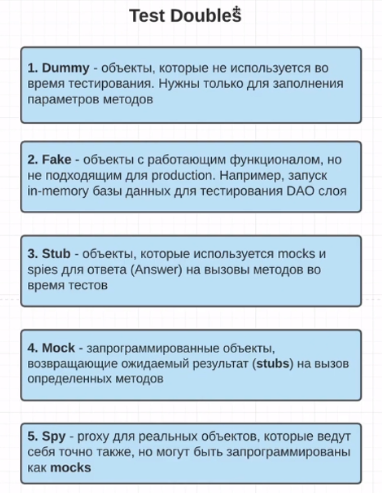 Test Doubles
1. Dummy - объекты, которые не используется во
время тестирования. Нужны только для заполнения
параметров методов
2. Fake - объекты с работающим функционалом, но
не подходящим для production. Например, запуск
in-memory базы данных для тестирования DAO слоя
3. Stub - объекты, которые используется mocks и
spies для ответа (Answer) на вызовы методов во
время тестов
4. Mock - запрограммированные объекты,
возвращающие ожидаемый результат (stubs) на вызов
определенных методов
5. Spy - proxy для реальных объектов, которые ведут
себя точно также, но могут быть запрограммированы
как mocks